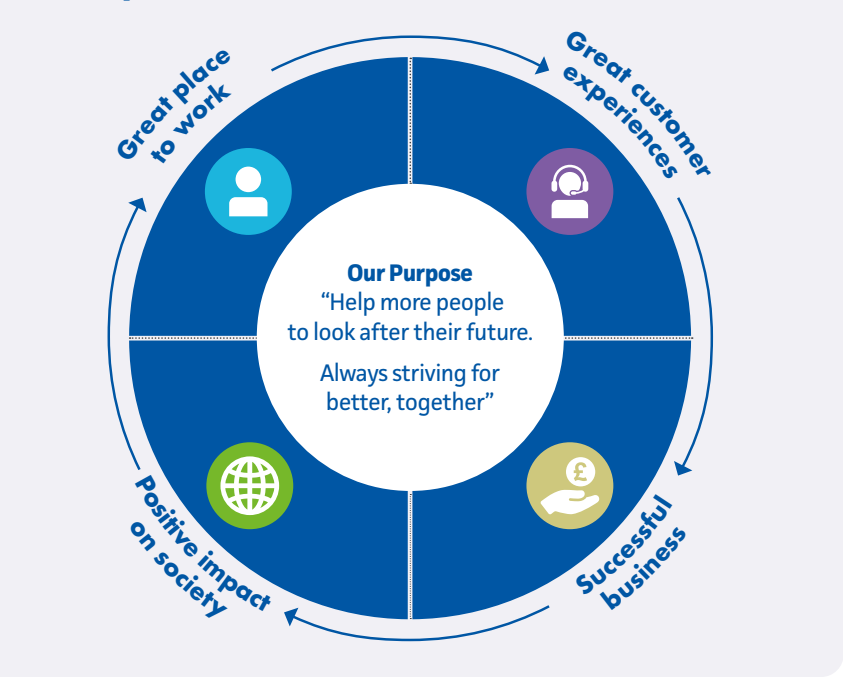 Great place
to work
Great customer
experiences
Our Purpose
“Help more people
to look after their future.
Always striving for
better, together”
£
Positive impact
on society
Successful
business